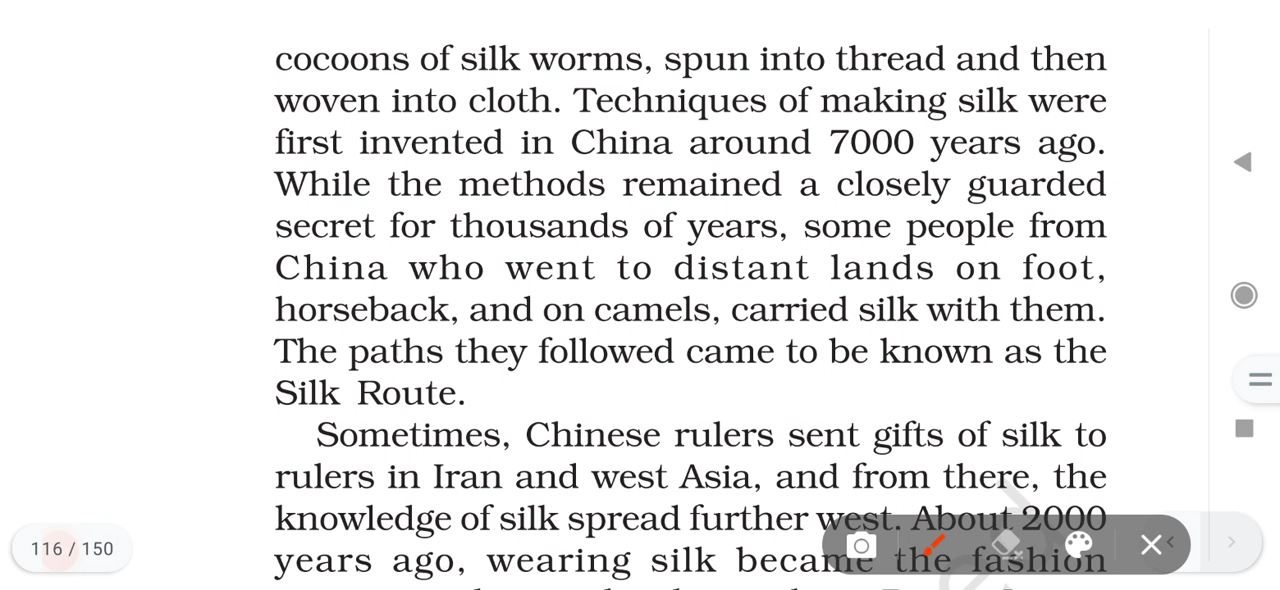 cocoons of silk worms, spun into thread and then
woven into cloth. Techniques of making silk were
first invented in China around 7000 years ago.
While the methods remained a closely guarded
secret for thousands of years, some people from
China who went to distant lands on foot,
horseback, and on camels, carried silk with them.
The paths they followed came to be known as the
Silk Route.
Sometimes, Chinese rulers sent gifts of silk to
rulers in Iran and west Asia, and from there, the
knowledge of silk spread further west. About 2000
years ago, wearing silk became the fashion
116 / 150